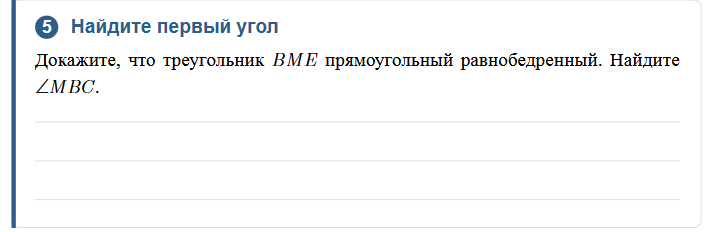 5 Найдите первый угол
Докажите, что треугольник BME прямоугольный равнобедренный. Найдите
∠MBC.